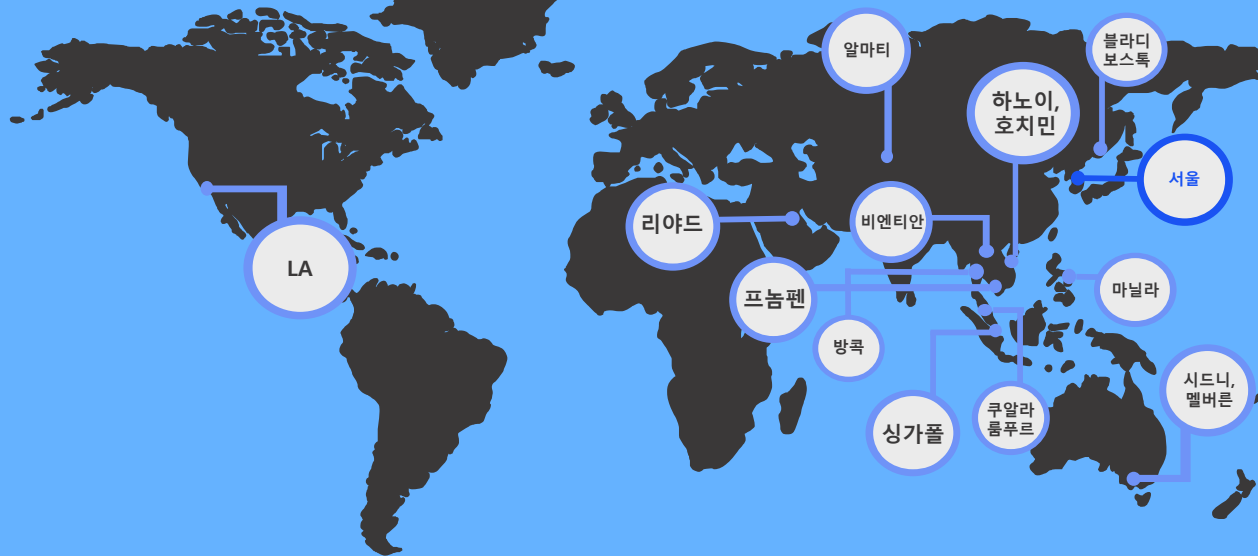 알마티
블라디
보스톡
하노이,
호치민
서울
리야드
비엔티안
LA
프놈펜
마닐라
방콕
시드니,
멜버른
쿠알라
룸푸르
싱가폴